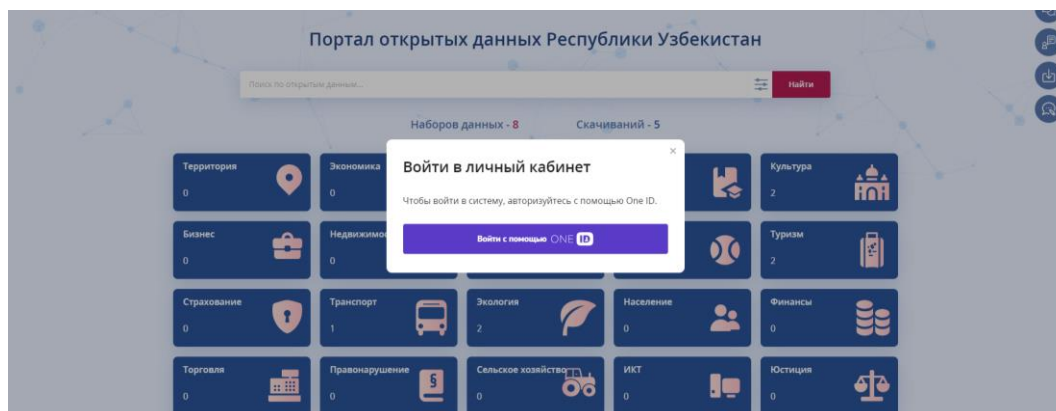 Портал открытых данных Республики Узбекистан
Поиск по открытым данным...
Найти
Наборов данных - 8
Скачиваний - 5
Войти в личный кабинет
×
Чтобы войти в систему, авторизуйтесь с помощью One ID.
Войти с помощью ONE ID
Территория
0
Экономика
0
Культура
2
Бизнес
0
Недвижимо
0
Туризм
2
Страхование
0
Транспорт
1
Экология
2
Население
0
Финансы
0
Торговля
0
Правонарушение
0
Сельское хозяйство
0
ИКТ
0
Юстиция
0